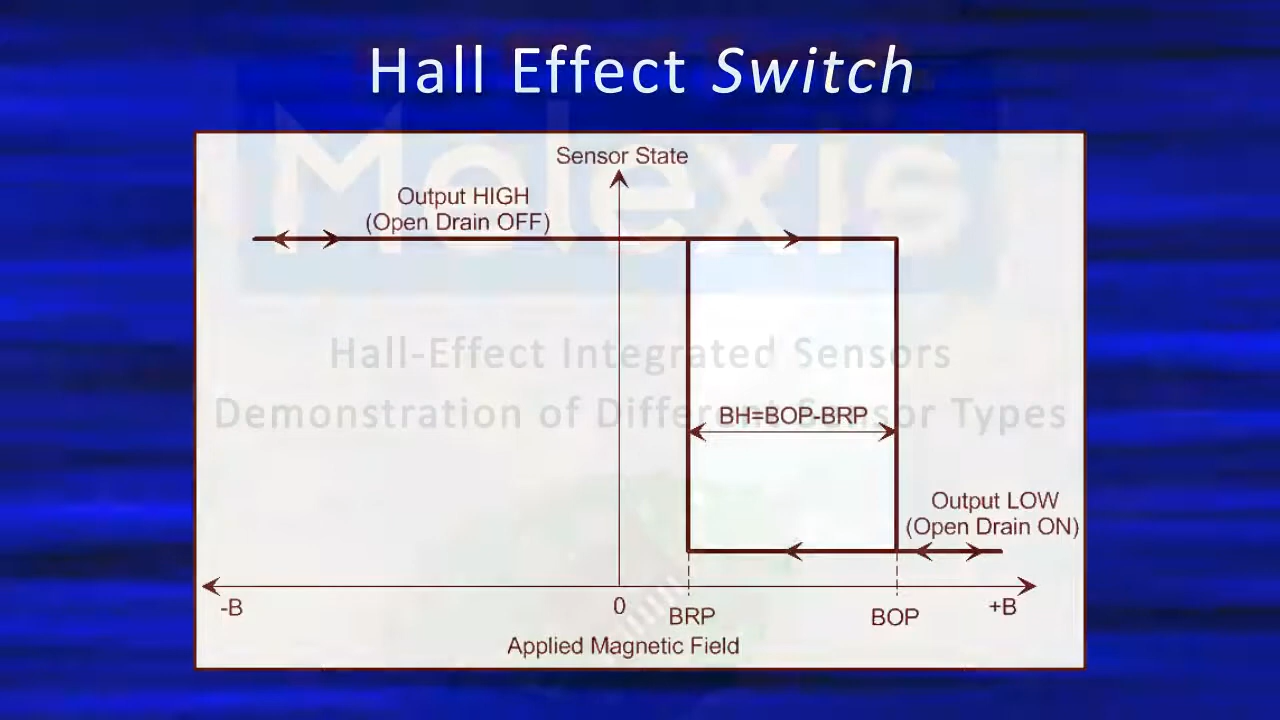 Hall Effect Switch
Melexis
Sensor State
Output HIGH
(Open Drain OFF)
Hall-Effect Integrated Sensors
Demonstration of Different Sensor Types
BH=BOP-BRP
Output LOW
(Open Drain ON)
-B
0
BRP
BOP
+B
Applied Magnetic Field